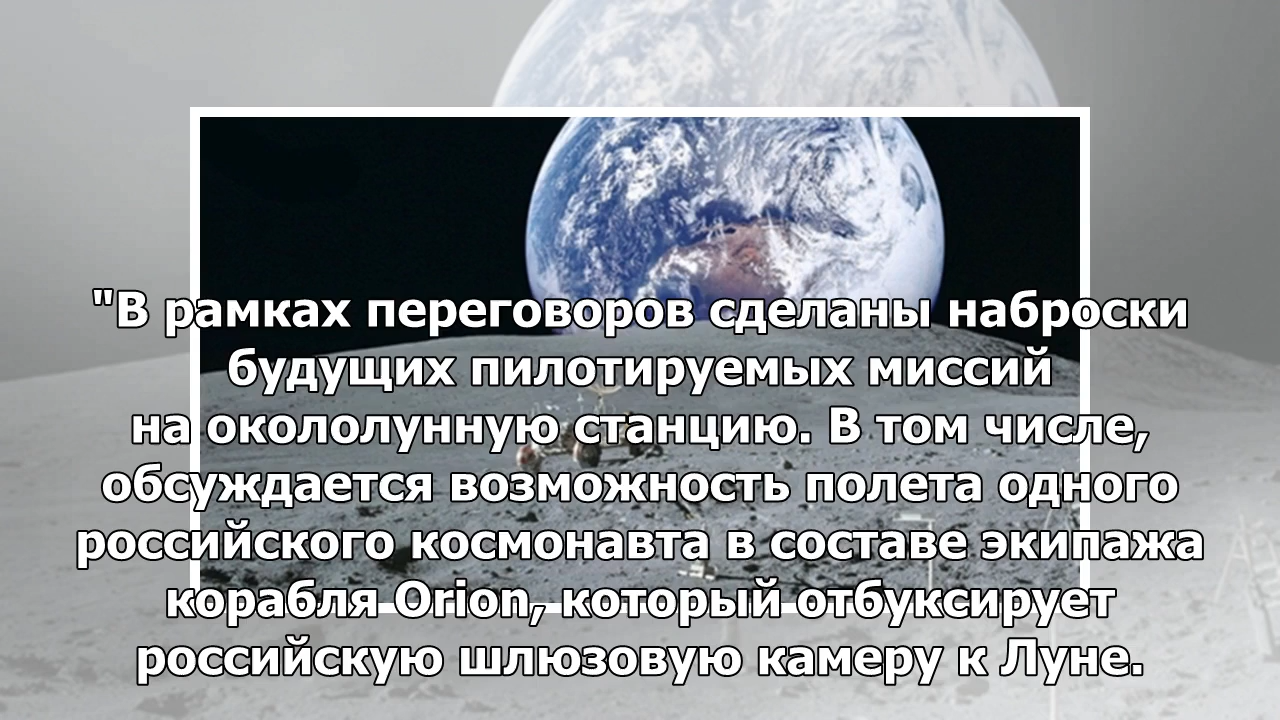 "В рамках переговоров сделаны наброски
будущих пилотируемых миссий
на окололунную станцию. В том числе,
обсуждается возможность полета одного
российского космонавта в составе экипажа
корабля Orion, который отбуксирует
российскую шлюзовую камеру к Луне.